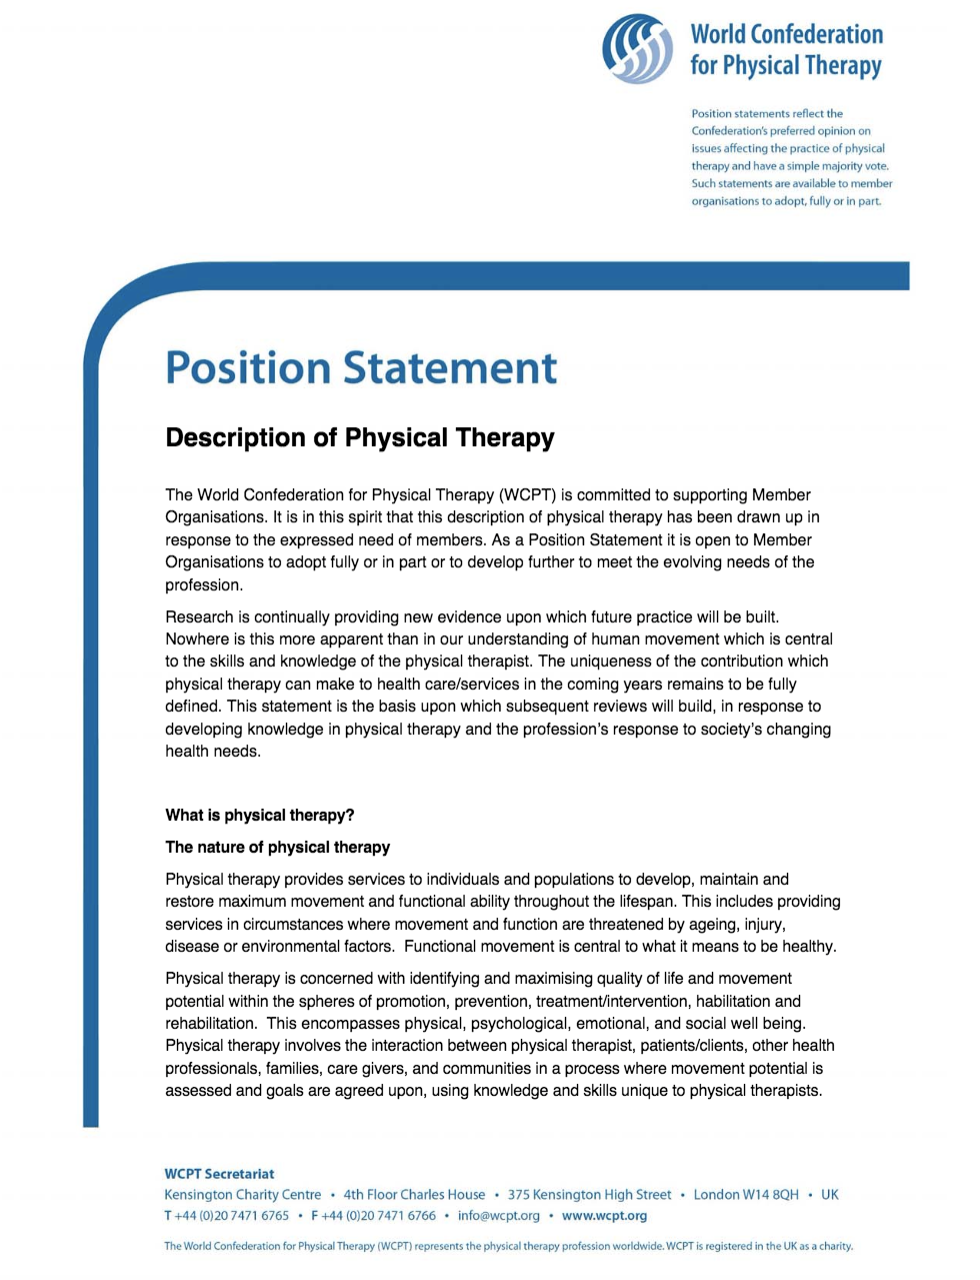 World Confederation
for Physical Therapy
Position statements reflect the
Confederation's preferred opinion on
issues affecting the practice of physical
therapy and have a simple majority vote.
Such statements are available to member
organisations to adopt, fully or in part.
Position Statement
Description of Physical Therapy
The World Confederation for Physical Therapy (WCPT) is committed to supporting Member
Organisations. It is in this spirit that this description of physical therapy has been drawn up in
response to the expressed need of members. As a Position Statement it is open to Member
Organisations to adopt fully or in part or to develop further to meet the evolving needs of the
profession.
Research is continually providing new evidence upon which future practice will be built.
Nowhere is this more apparent than in our understanding of human movement which is central
to the skills and knowledge of the physical therapist. The uniqueness of the contribution which
physical therapy can make to health care/services in the coming years remains to be fully
defined. This statement is the basis upon which subsequent reviews will build, in response to
developing knowledge in physical therapy and the profession's response to society's changing
health needs.
What is physical therapy?
The nature of physical therapy
Physical therapy provides services to individuals and populations to develop, maintain and
restore maximum movement and functional ability throughout the lifespan. This includes providing
services in circumstances where movement and function are threatened by ageing, injury,
disease or environmental factors.  Functional movement is central to what it means to be healthy.
Physical therapy is concerned with identifying and maximising quality of life and movement
potential within the spheres of promotion, prevention, treatment/intervention, habilitation and
rehabilitation.  This encompasses physical, psychological, emotional, and social well being.
Physical therapy involves the interaction between physical therapist, patients/clients, other health
professionals, families, care givers, and communities in a process where movement potential is
assessed and goals are agreed upon, using knowledge and skills unique to physical therapists.
WCPT Secretariat
Kensington Charity Centre • 4th Floor Charles House • 375 Kensington High Street • London W14 8QH • UK
T +44 (0)20 7471 6765 • F +44 (0)20 7471 6766 • info@wcpt.org • www.wcpt.org
The World Confederation for Physical Therapy (WCPT) represents the physical therapy profession worldwide. WCPT is registered in the UK as a charity.